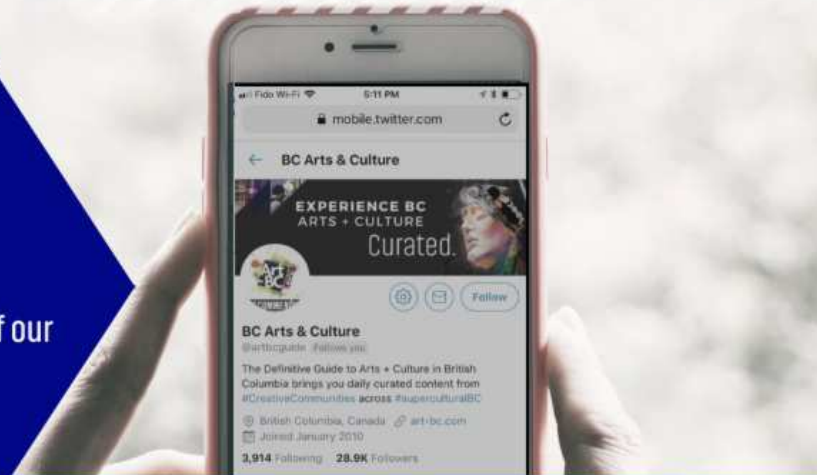 Fido Wi-Fi 5:11 PM
mobile.twitter.com
BC Arts & Culture
EXPERIENCE BC
ARTS + CULTURE
Curated.
Art
BC
Follow
f our
BC Arts & Culture
@artbcguide Follows you
The Definitive Guide to Arts + Culture in British
Columbia brings you daily curated content from
#CreativeCommunities across #superculturalBC
British Columbia, Canada art-bc.com
Joined January 2010
3,914 Following 28.9K Followers